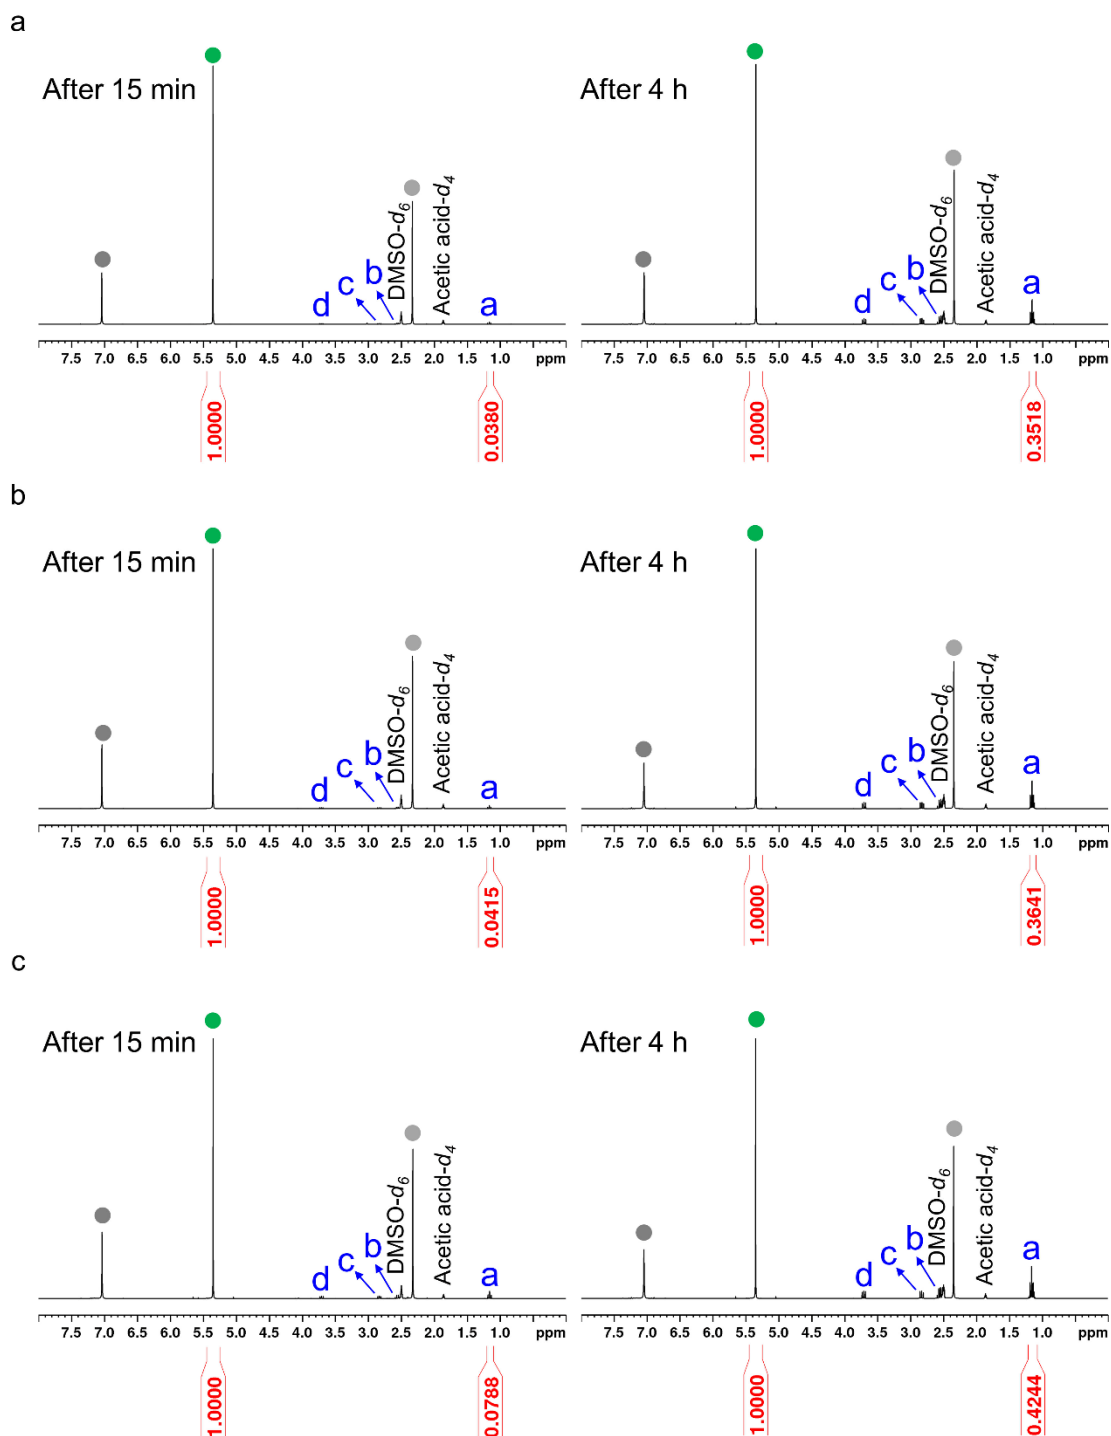 a
After 15 min
After 4 h
d c b DMSO-d6 Acetic acid-d4 a
d c b DMSO-d6 Acetic acid-d4 a
7.5 7.0 6.5 6.0 5.5 5.0 4.5 4.0 3.5 3.0 2.5 2.0 1.5 1.0 ppm
7.5 7.0 6.5 6.0 5.5 5.0 4.5 4.0 3.5 3.0 2.5 2.0 1.5 1.0 ppm
1.0000 0.0380
1.0000 0.3518
b
After 15 min
After 4 h
d c b DMSO-d6 Acetic acid-d4 a
d c b DMSO-d6 Acetic acid-d4 a
7.5 7.0 6.5 6.0 5.5 5.0 4.5 4.0 3.5 3.0 2.5 2.0 1.5 1.0 ppm
7.5 7.0 6.5 6.0 5.5 5.0 4.5 4.0 3.5 3.0 2.5 2.0 1.5 1.0 ppm
1.0000 0.0415
1.0000 0.3641
c
After 15 min
After 4 h
d c b DMSO-d6 Acetic acid-d4 a
d c b DMSO-d6 Acetic acid-d4 a
7.5 7.0 6.5 6.0 5.5 5.0 4.5 4.0 3.5 3.0 2.5 2.0 1.5 1.0 ppm
7.5 7.0 6.5 6.0 5.5 5.0 4.5 4.0 3.5 3.0 2.5 2.0 1.5 1.0 ppm
1.0000 0.0788
1.0000 0.4244